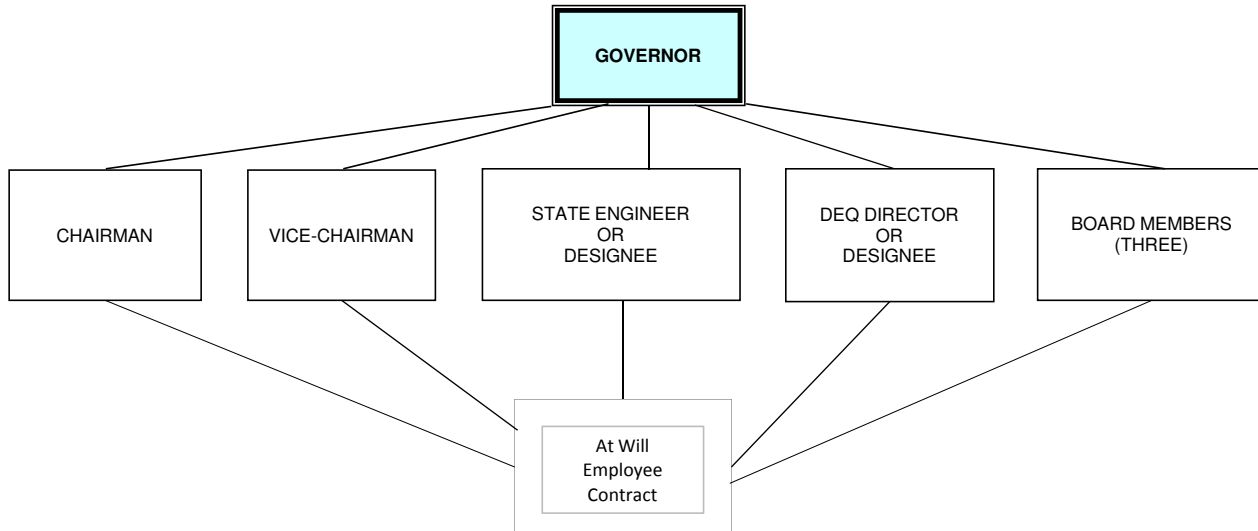 GOVERNOR
CHAIRMAN
VICE-CHAIRMAN
STATE ENGINEER
OR
DESIGNEE
DEQ DIRECTOR
OR
DESIGNEE
BOARD MEMBERS
(THREE)
At Will
Employee
Contract